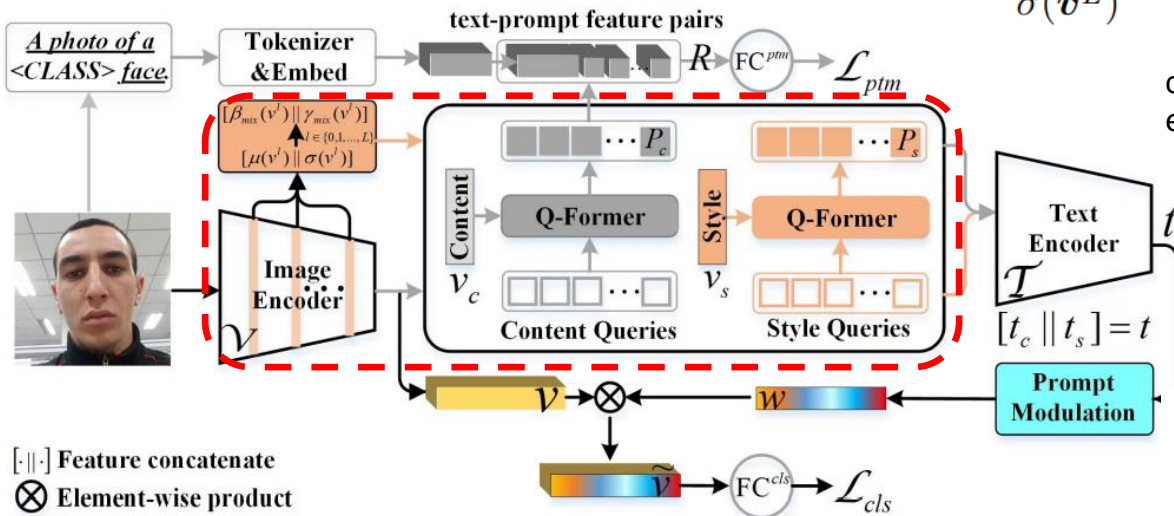 σ(v^L)
text-prompt feature pairs
A photo of a
<CLASS> face.
Tokenizer
&Embed
...
R
FC^ptm
ℒ_ptm
[β_mix(v^l) || γ_mix(v^l)]
l ∈ {0,1,...,L}
[μ(v^l) || σ(v^l)]
... P_c
... P_s
Content
Q-Former
Style
Q-Former
Text
Encoder
𝒯
t
Image
Encoder
...
𝒱
v_c
v_s
...
...
Content Queries
Style Queries
[t_c || t_s] = t
v
w
Prompt
Modulation
[·||·] Feature concatenate
⊗ Element-wise product
ṽ
FC^cls
ℒ_cls